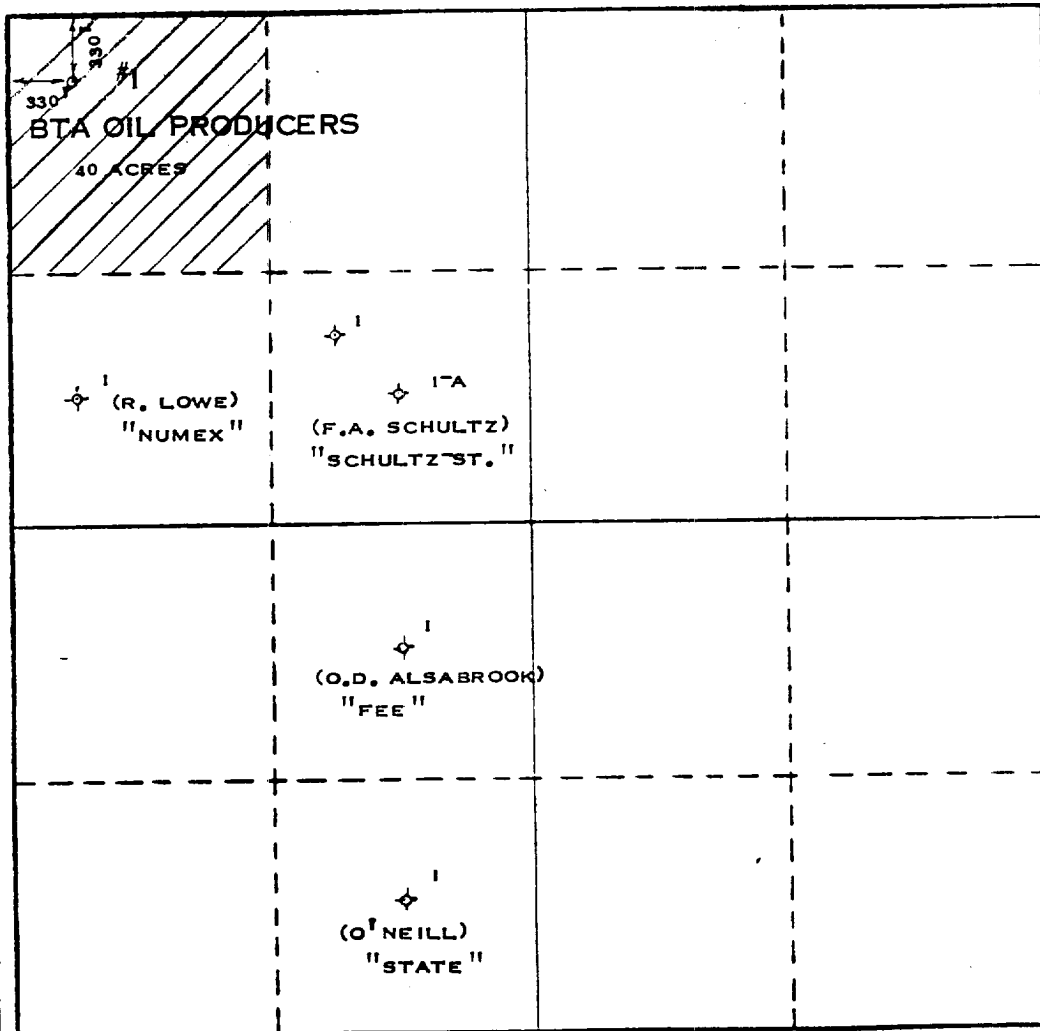 330
330
#1
BTA OIL PRODUCERS
40 ACRES
1
1
1-A
(R. LOWE)
"NUMEX"
(F.A. SCHULTZ)
"SCHULTZ-ST."
1
(O.D. ALSABROOK)
"FEE"
1
(O'NEILL)
"STATE"